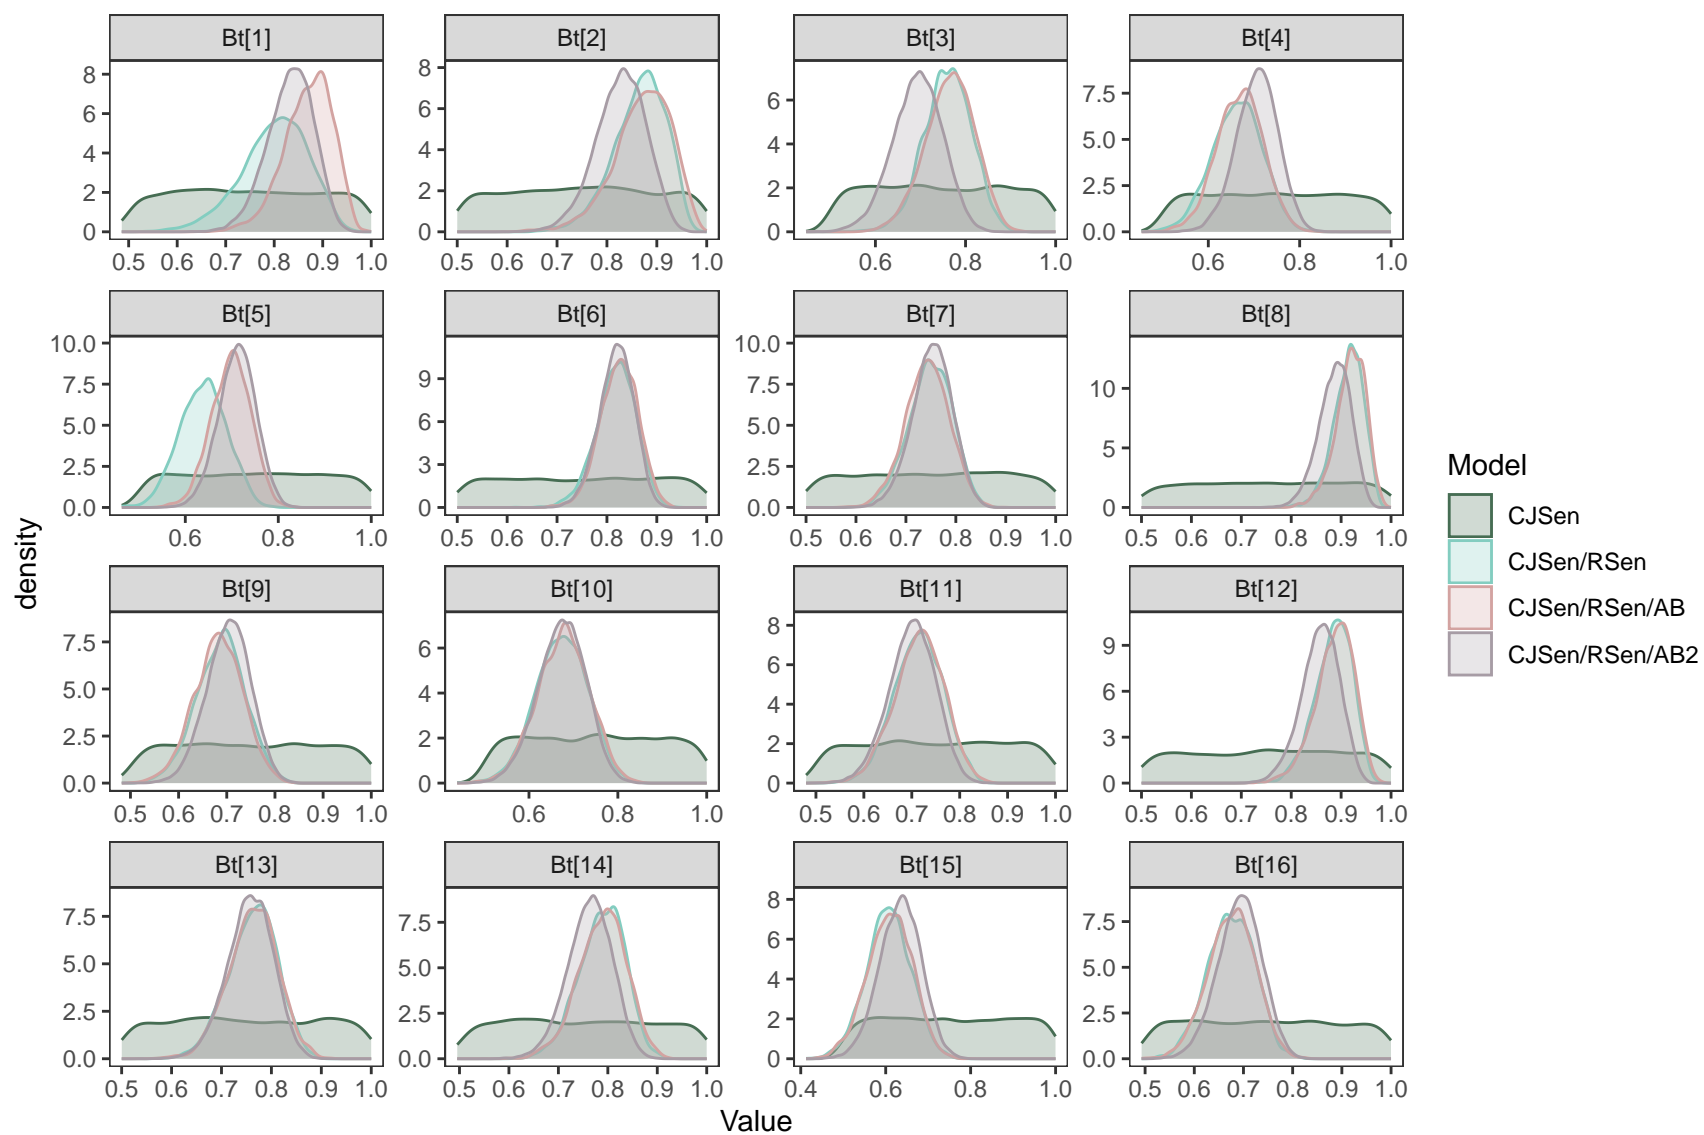 Bt[1] Bt[2] Bt[3] Bt[4]
8 6 4 2 0
8 6 4 2 0
6 4 2 0
7.5 5.0 2.5 0.0
0.5 0.6 0.7 0.8 0.9 1.0
0.5 0.6 0.7 0.8 0.9 1.0
0.6 0.8 1.0
0.6 0.8 1.0
Bt[5] Bt[6] Bt[7] Bt[8]
10.0 7.5 5.0 2.5 0.0
9 6 3 0
10.0 7.5 5.0 2.5 0.0
10 5 0
0.6 0.8 1.0
0.5 0.6 0.7 0.8 0.9 1.0
0.5 0.6 0.7 0.8 0.9 1.0
0.5 0.6 0.7 0.8 0.9 1.0
Bt[9] Bt[10] Bt[11] Bt[12]
7.5 5.0 2.5 0.0
6 4 2 0
8 6 4 2 0
9 6 3 0
0.5 0.6 0.7 0.8 0.9 1.0
0.6 0.8 1.0
0.5 0.6 0.7 0.8 0.9 1.0
0.5 0.6 0.7 0.8 0.9 1.0
Bt[13] Bt[14] Bt[15] Bt[16]
7.5 5.0 2.5 0.0
7.5 5.0 2.5 0.0
8 6 4 2 0
7.5 5.0 2.5 0.0
0.5 0.6 0.7 0.8 0.9 1.0
0.5 0.6 0.7 0.8 0.9 1.0
0.4 0.6 0.8 1.0
0.5 0.6 0.7 0.8 0.9 1.0
density
Value
Model
CJSen
CJSen/RSen
CJSen/RSen/AB
CJSen/RSen/AB2